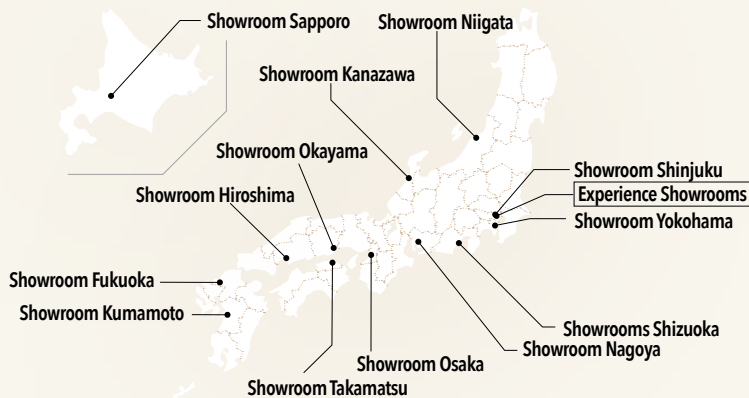 Showroom Sapporo
Showroom Niigata
Showroom Kanazawa
Showroom Okayama
Showroom Shinjuku
Showroom Hiroshima
Experience Showrooms
Showroom Yokohama
Showroom Fukuoka
Showroom Kumamoto
Showrooms Shizuoka
Showroom Nagoya
Showroom Osaka
Showroom Takamatsu